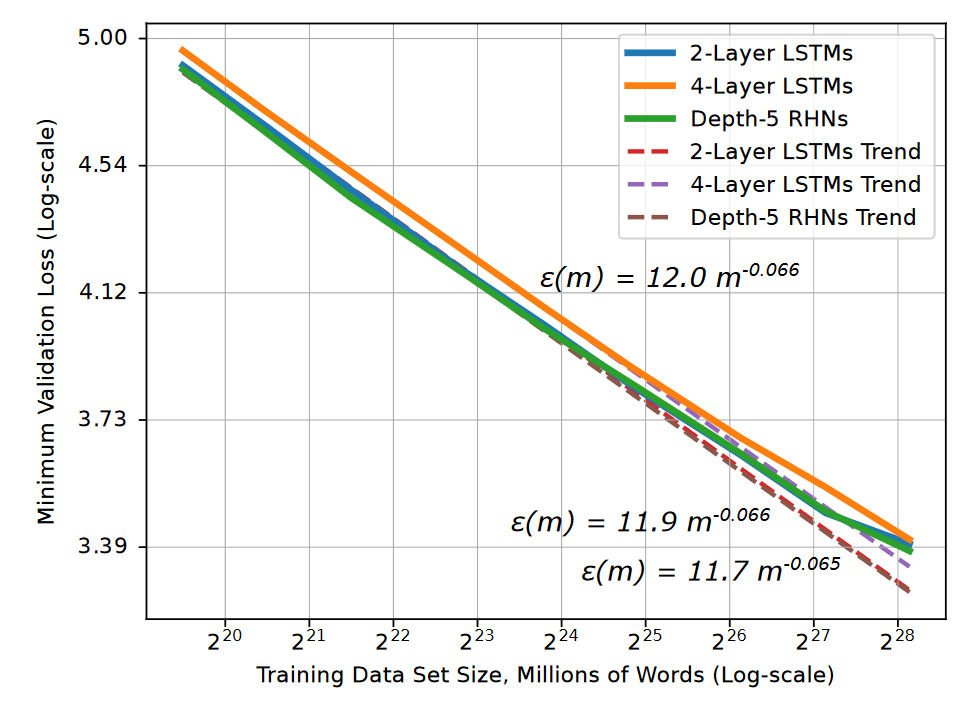 5.00
4.54
4.12
3.73
3.39
Minimum Validation Loss (Log-scale)
2-Layer LSTMs
4-Layer LSTMs
Depth-5 RHNs
2-Layer LSTMs Trend
4-Layer LSTMs Trend
Depth-5 RHNs Trend
ε(m) = 12.0 m^-0.066
ε(m) = 11.9 m^-0.066
ε(m) = 11.7 m^-0.065
2^20 2^21 2^22 2^23 2^24 2^25 2^26 2^27 2^28
Training Data Set Size, Millions of Words (Log-scale)